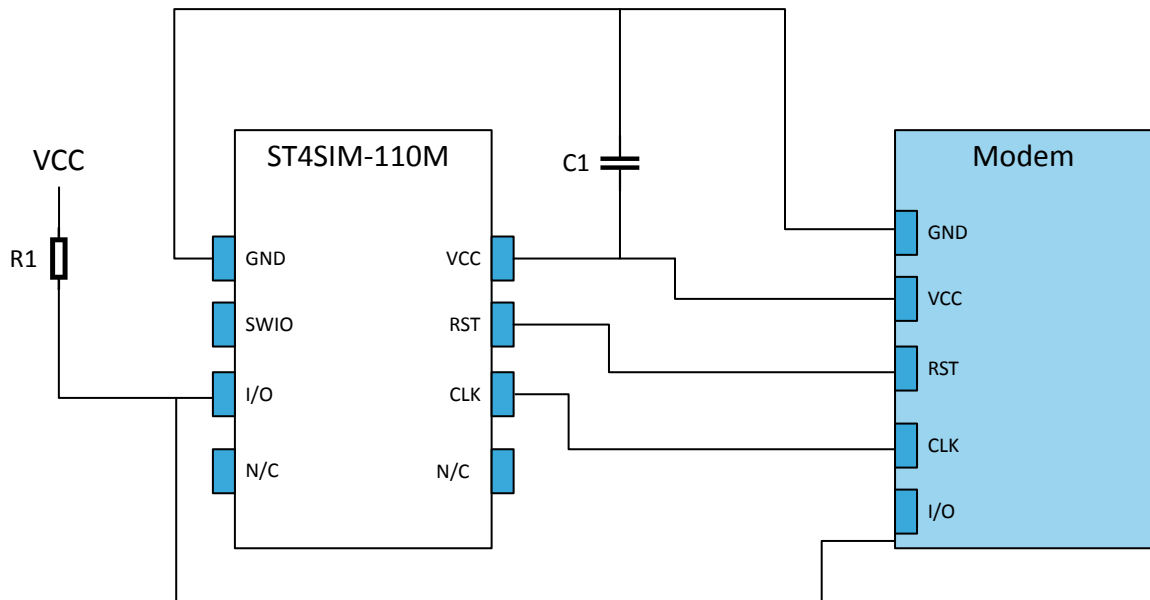 ST4SIM-110M
Modem
VCC
C1
R1
GND
VCC
SWIO
RST
I/O
CLK
N/C
N/C
GND
VCC
RST
CLK
I/O